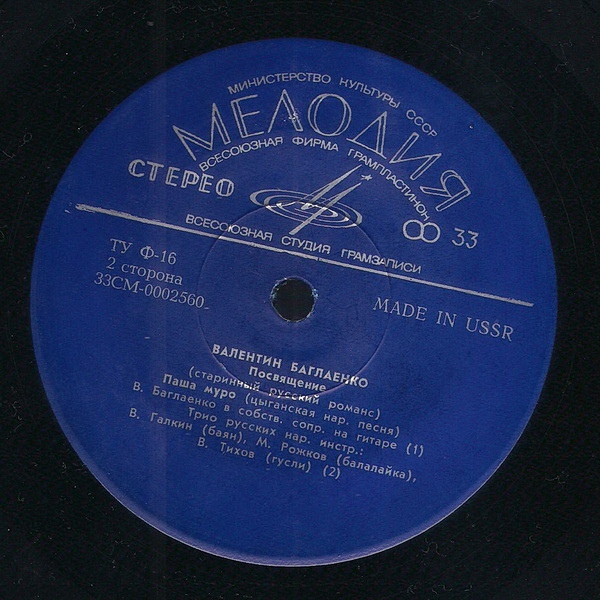 МИНИСТЕРСТВО КУЛЬТУРЫ СССР
МЕЛОДИЯ
ВСЕСОЮЗНАЯ ФИРМА ГРАМПЛАСТИНОК
СТЕРЕО
33
ВСЕСОЮЗНАЯ СТУДИЯ ГРАМЗАПИСИ
ТУ Ф-16
2 сторона
33СМ-0002560
MADE IN USSR
ВАЛЕНТИН БАГЛАЕНКО
Посвящение
(старинный русский романс)
Паша муро (цыганская нар. песня)
В. Баглаенко в собств. сопр. на гитаре (1)
Трио русских нар. инстр.:
В. Галкин (баян), М. Рожков (балалайка),
В. Тихов (гусли) (2)